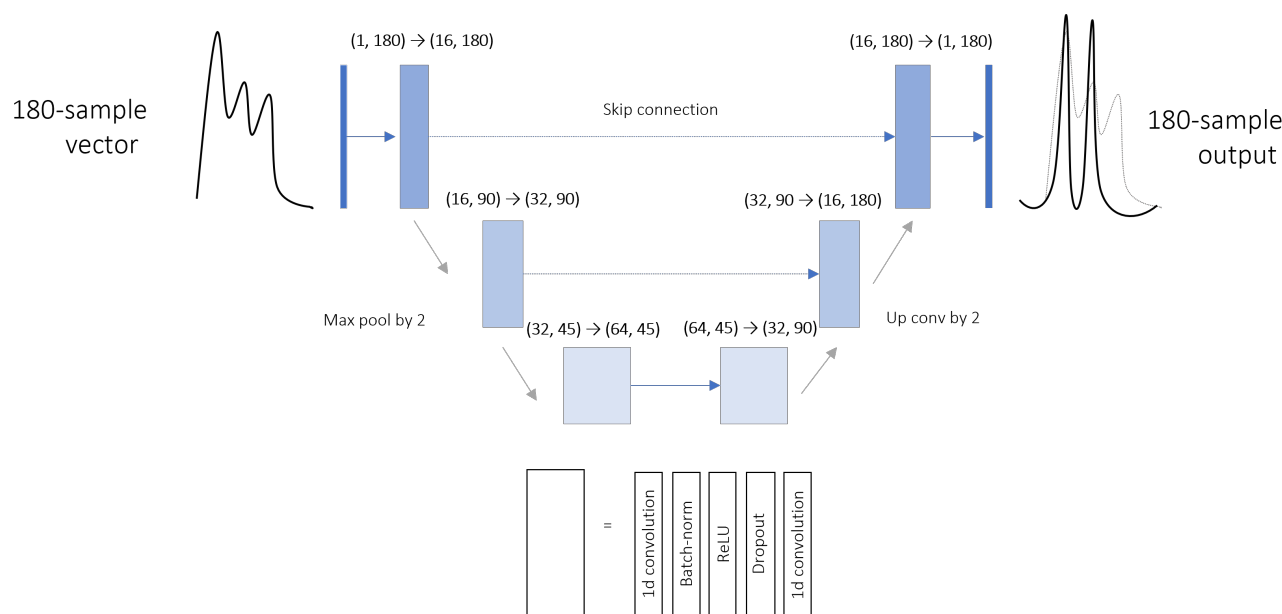 (1, 180) → (16, 180)
(16, 180) → (1, 180)
180-sample
vector
Skip connection
180-sample
output
(16, 90) → (32, 90)
(32, 90 → (16, 180)
Max pool by 2
(32, 45) → (64, 45)
(64, 45) → (32, 90)
Up conv by 2
=
1d convolution
Batch-norm
ReLU
Dropout
1d convolution